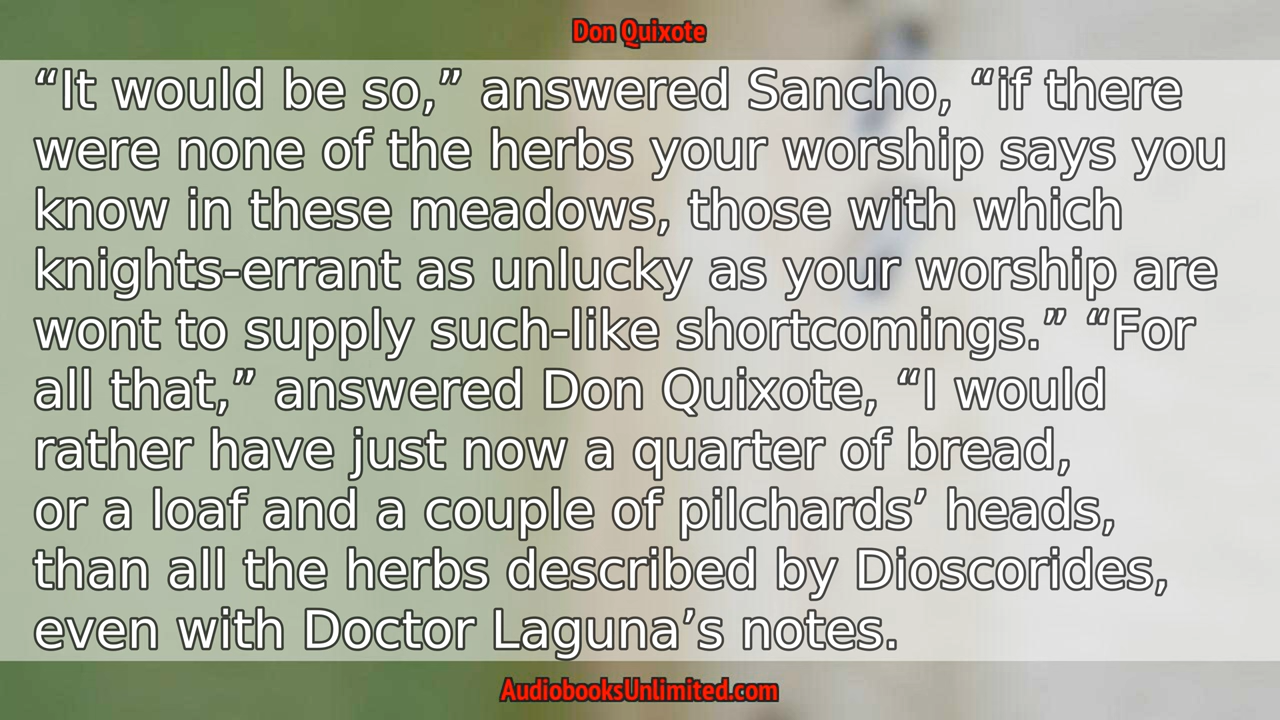 Don Quixote
“It would be so,” answered Sancho, “if there
were none of the herbs your worship says you
know in these meadows, those with which
knights-errant as unlucky as your worship are
wont to supply such-like shortcomings.” “For
all that,” answered Don Quixote, “I would
rather have just now a quarter of bread,
or a loaf and a couple of pilchards’ heads,
than all the herbs described by Dioscorides,
even with Doctor Laguna’s notes.
AudiobooksUnlimited.com